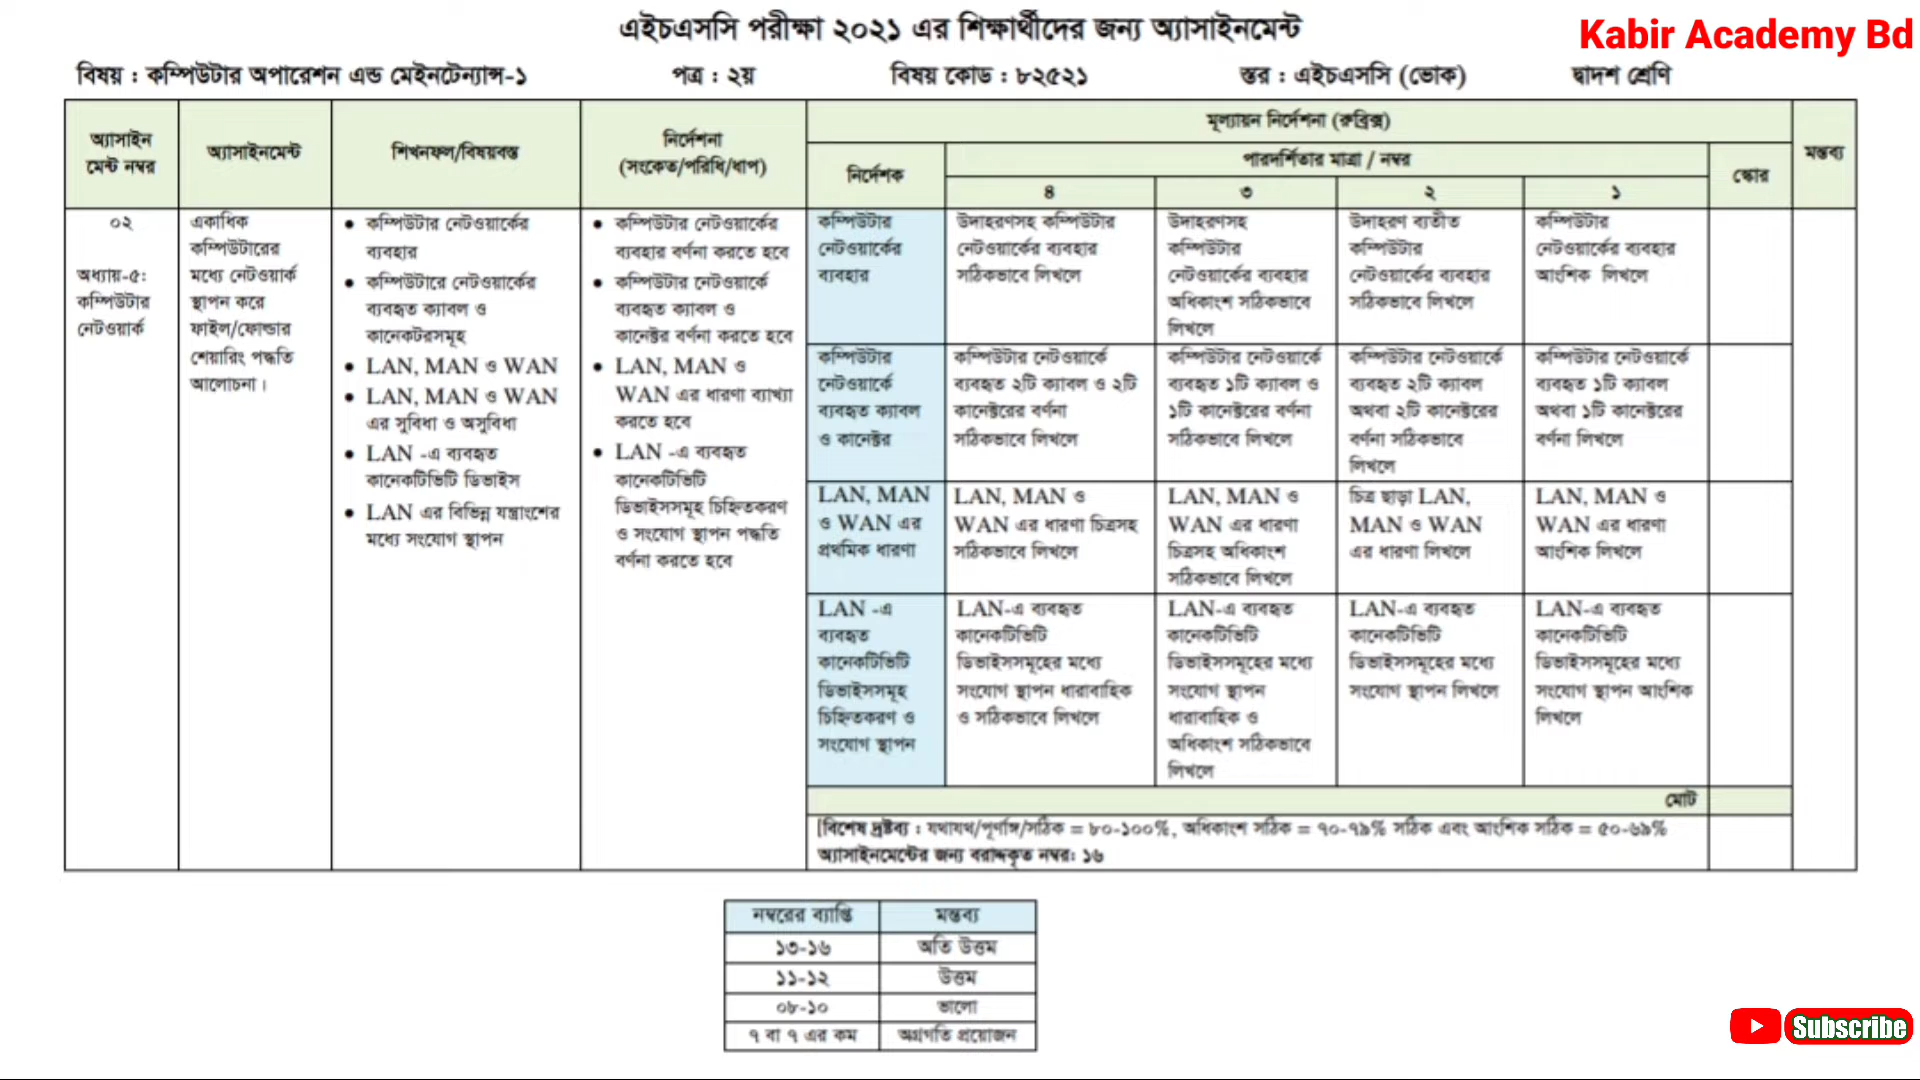 এইচএসসি পরীক্ষা ২০২১ এর শিক্ষার্থীদের জন্য অ্যাসাইনমেন্ট
Kabir Academy Bd
বিষয় : কম্পিউটার অপারেশন এন্ড মেইনটেন্যান্স-১ পত্র : ২য় বিষয় কোড : ৮২৫২১ স্তর : এইচএসসি (ভোক) দ্বাদশ শ্রেণি
অ্যাসাইন
মেন্ট নম্বর
অ্যাসাইনমেন্ট
শিখনফল/বিষয়বস্তু
নির্দেশনা
(সংকেত/পরিধি/ধাপ)
মূল্যায়ন নির্দেশনা (রুব্রিক্স)
নির্দেশক
পারদর্শিতার মাত্রা / নম্বর
৪ ৩ ২ ১
স্কোর
মন্তব্য
০২
অধ্যায়-৫:
কম্পিউটার
নেটওয়ার্ক
একাধিক
কম্পিউটারের
মধ্যে নেটওয়ার্ক
স্থাপন করে
ফাইল/ফোল্ডার
শেয়ারিং পদ্ধতি
আলোচনা।
• কম্পিউটার নেটওয়ার্কের
ব্যবহার
• কম্পিউটারে নেটওয়ার্কের
ব্যবহৃত ক্যাবল ও
কানেকটরসমূহ
• LAN, MAN ও WAN
• LAN, MAN ও WAN
এর সুবিধা ও অসুবিধা
• LAN -এ ব্যবহৃত
কানেকটিভিটি ডিভাইস
• LAN এর বিভিন্ন যন্ত্রাংশের
মধ্যে সংযোগ স্থাপন
• কম্পিউটার নেটওয়ার্কের
ব্যবহার বর্ণনা করতে হবে
• কম্পিউটার নেটওয়ার্কে
ব্যবহৃত ক্যাবল ও
কানেক্টর বর্ণনা করতে হবে
• LAN, MAN ও
WAN এর ধারণা ব্যাখ্যা
করতে হবে
• LAN -এ ব্যবহৃত
কানেকটিভিটি
ডিভাইসসমূহ চিহ্নিতকরণ
ও সংযোগ স্থাপন পদ্ধতি
বর্ণনা করতে হবে
কম্পিউটার
নেটওয়ার্কের
ব্যবহার
উদাহরণসহ কম্পিউটার
নেটওয়ার্কের ব্যবহার
সঠিকভাবে লিখলে
উদাহরণসহ
কম্পিউটার
নেটওয়ার্কের ব্যবহার
অধিকাংশ সঠিকভাবে
লিখলে
উদাহরণ ব্যতীত
কম্পিউটার
নেটওয়ার্কের ব্যবহার
সঠিকভাবে লিখলে
কম্পিউটার
নেটওয়ার্কের ব্যবহার
আংশিক লিখলে
কম্পিউটার
নেটওয়ার্কে
ব্যবহৃত ক্যাবল
ও কানেক্টর
কম্পিউটার নেটওয়ার্কে
ব্যবহৃত ২টি ক্যাবল ও ২টি
কানেক্টরের বর্ণনা
সঠিকভাবে লিখলে
কম্পিউটার নেটওয়ার্কে
ব্যবহৃত ১টি ক্যাবল ও
১টি কানেক্টরের বর্ণনা
সঠিকভাবে লিখলে
কম্পিউটার নেটওয়ার্কে
ব্যবহৃত ২টি ক্যাবল
অথবা ২টি কানেক্টরের
বর্ণনা সঠিকভাবে
লিখলে
কম্পিউটার নেটওয়ার্কে
ব্যবহৃত ১টি ক্যাবল
অথবা ১টি কানেক্টরের
বর্ণনা লিখলে
LAN, MAN
ও WAN এর
প্রথমিক ধারণা
LAN, MAN ও
WAN এর ধারণা চিত্রসহ
সঠিকভাবে লিখলে
LAN, MAN ও
WAN এর ধারণা
চিত্রসহ অধিকাংশ
সঠিকভাবে লিখলে
চিত্র ছাড়া LAN,
MAN ও WAN
এর ধারণা লিখলে
LAN, MAN ও
WAN এর ধারণা
আংশিক লিখলে
LAN -এ
ব্যবহৃত
কানেকটিভিটি
ডিভাইসসমূহ
চিহ্নিতকরণ ও
সংযোগ স্থাপন
LAN-এ ব্যবহৃত
কানেকটিভিটি
ডিভাইসসমূহের মধ্যে
সংযোগ স্থাপন ধারাবাহিক
ও সঠিকভাবে লিখলে
LAN-এ ব্যবহৃত
কানেকটিভিটি
ডিভাইসসমূহের মধ্যে
সংযোগ স্থাপন
ধারাবাহিক ও
অধিকাংশ সঠিকভাবে
লিখলে
LAN-এ ব্যবহৃত
কানেকটিভিটি
ডিভাইসসমূহের মধ্যে
সংযোগ স্থাপন লিখলে
LAN-এ ব্যবহৃত
কানেকটিভিটি
ডিভাইসসমূহের মধ্যে
সংযোগ স্থাপন আংশিক
লিখলে
মোট
[বিশেষ দ্রষ্টব্য : যথাযথ/পূর্ণাঙ্গ/সঠিক = ৮০-১০০%, অধিকাংশ সঠিক = ৭০-৭৯% সঠিক এবং আংশিক সঠিক = ৫০-৬৯%
অ্যাসাইনমেন্টের জন্য বরাদ্দকৃত নম্বর: ১৬
নম্বরের ব্যাপ্তি মন্তব্য
১৩-১৬ অতি উত্তম
১১-১২ উত্তম
০৮-১০ ভালো
৭ বা ৭ এর কম অগ্রগতি প্রয়োজন
Subscribe